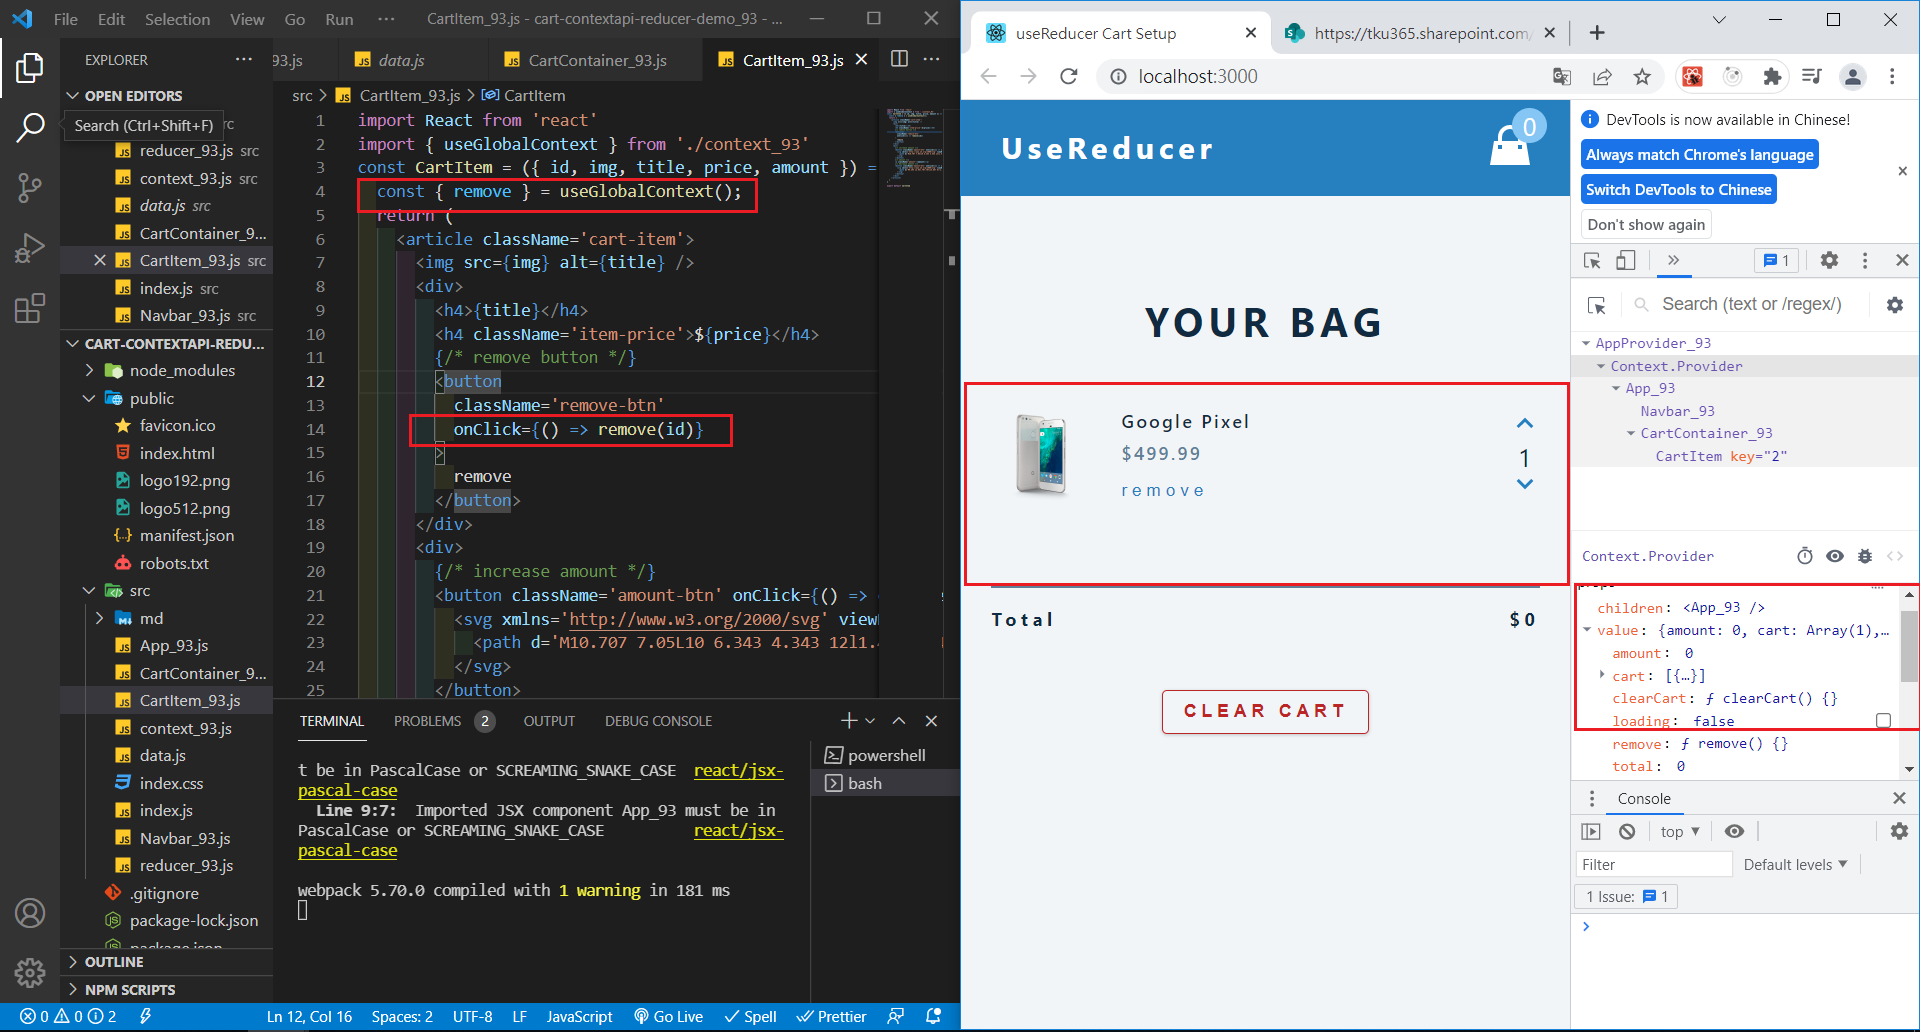 File Edit Selection View Go Run ··· CartItem_93.js - cart-contextapi-reducer-demo_93 - ...
EXPLORER
OPEN EDITORS
Search (Ctrl+Shift+F) rc
reducer_93.js src
context_93.js src
data.js src
CartContainer_9...
CartItem_93.js src
index.js src
Navbar_93.js src
CART-CONTEXTAPI-REDU...
node_modules
public
favicon.ico
index.html
logo192.png
logo512.png
manifest.json
robots.txt
src
md
App_93.js
CartContainer_9...
CartItem_93.js
context_93.js
data.js
index.css
index.js
Navbar_93.js
reducer_93.js
.gitignore
package-lock.json
package.json
OUTLINE
NPM SCRIPTS
93.js data.js CartContainer_93.js CartItem_93.js
src > CartItem_93.js > CartItem
1 import React from 'react'
2 import { useGlobalContext } from './context_93'
3 const CartItem = ({ id, img, title, price, amount }) =
4 const { remove } = useGlobalContext();
5 return (
6 <article className='cart-item'>
7 <img src={img} alt={title} />
8 <div>
9 <h4>{title}</h4>
10 <h4 className='item-price'>${price}</h4>
11 {/* remove button */}
12 <button
13 className='remove-btn'
14 onClick={() => remove(id)}
15 >
16 remove
17 </button>
18 </div>
19 <div>
20 {/* increase amount */}
21 <button className='amount-btn' onClick={() =>
22 <svg xmlns='http://www.w3.org/2000/svg' view
23 <path d='M10.707 7.05L10 6.343 4.343 12l1.
24 </svg>
25 </button>
TERMINAL PROBLEMS 2 OUTPUT DEBUG CONSOLE
t be in PascalCase or SCREAMING_SNAKE_CASE react/jsx-
pascal-case
Line 9:7: Imported JSX component App_93 must be in
PascalCase or SCREAMING_SNAKE_CASE react/jsx-
pascal-case
webpack 5.70.0 compiled with 1 warning in 181 ms
powershell
bash
0 0 2 Ln 12, Col 16 Spaces: 2 UTF-8 LF JavaScript Go Live Spell Prettier
useReducer Cart Setup https://tku365.sharepoint.com/
localhost:3000
UseReducer
0
YOUR BAG
Google Pixel
$499.99
remove
1
Total $0
CLEAR CART
DevTools is now available in Chinese!
Always match Chrome's language
Switch DevTools to Chinese
Don't show again
1
Search (text or /regex/)
AppProvider_93
Context.Provider
App_93
Navbar_93
CartContainer_93
CartItem key="2"
Context.Provider
props
children: <App_93 />
value: {amount: 0, cart: Array(1),...
amount: 0
cart: [{…}]
clearCart: ƒ clearCart() {}
loading: false
remove: ƒ remove() {}
total: 0
Console
top
Filter Default levels
1 Issue: 1